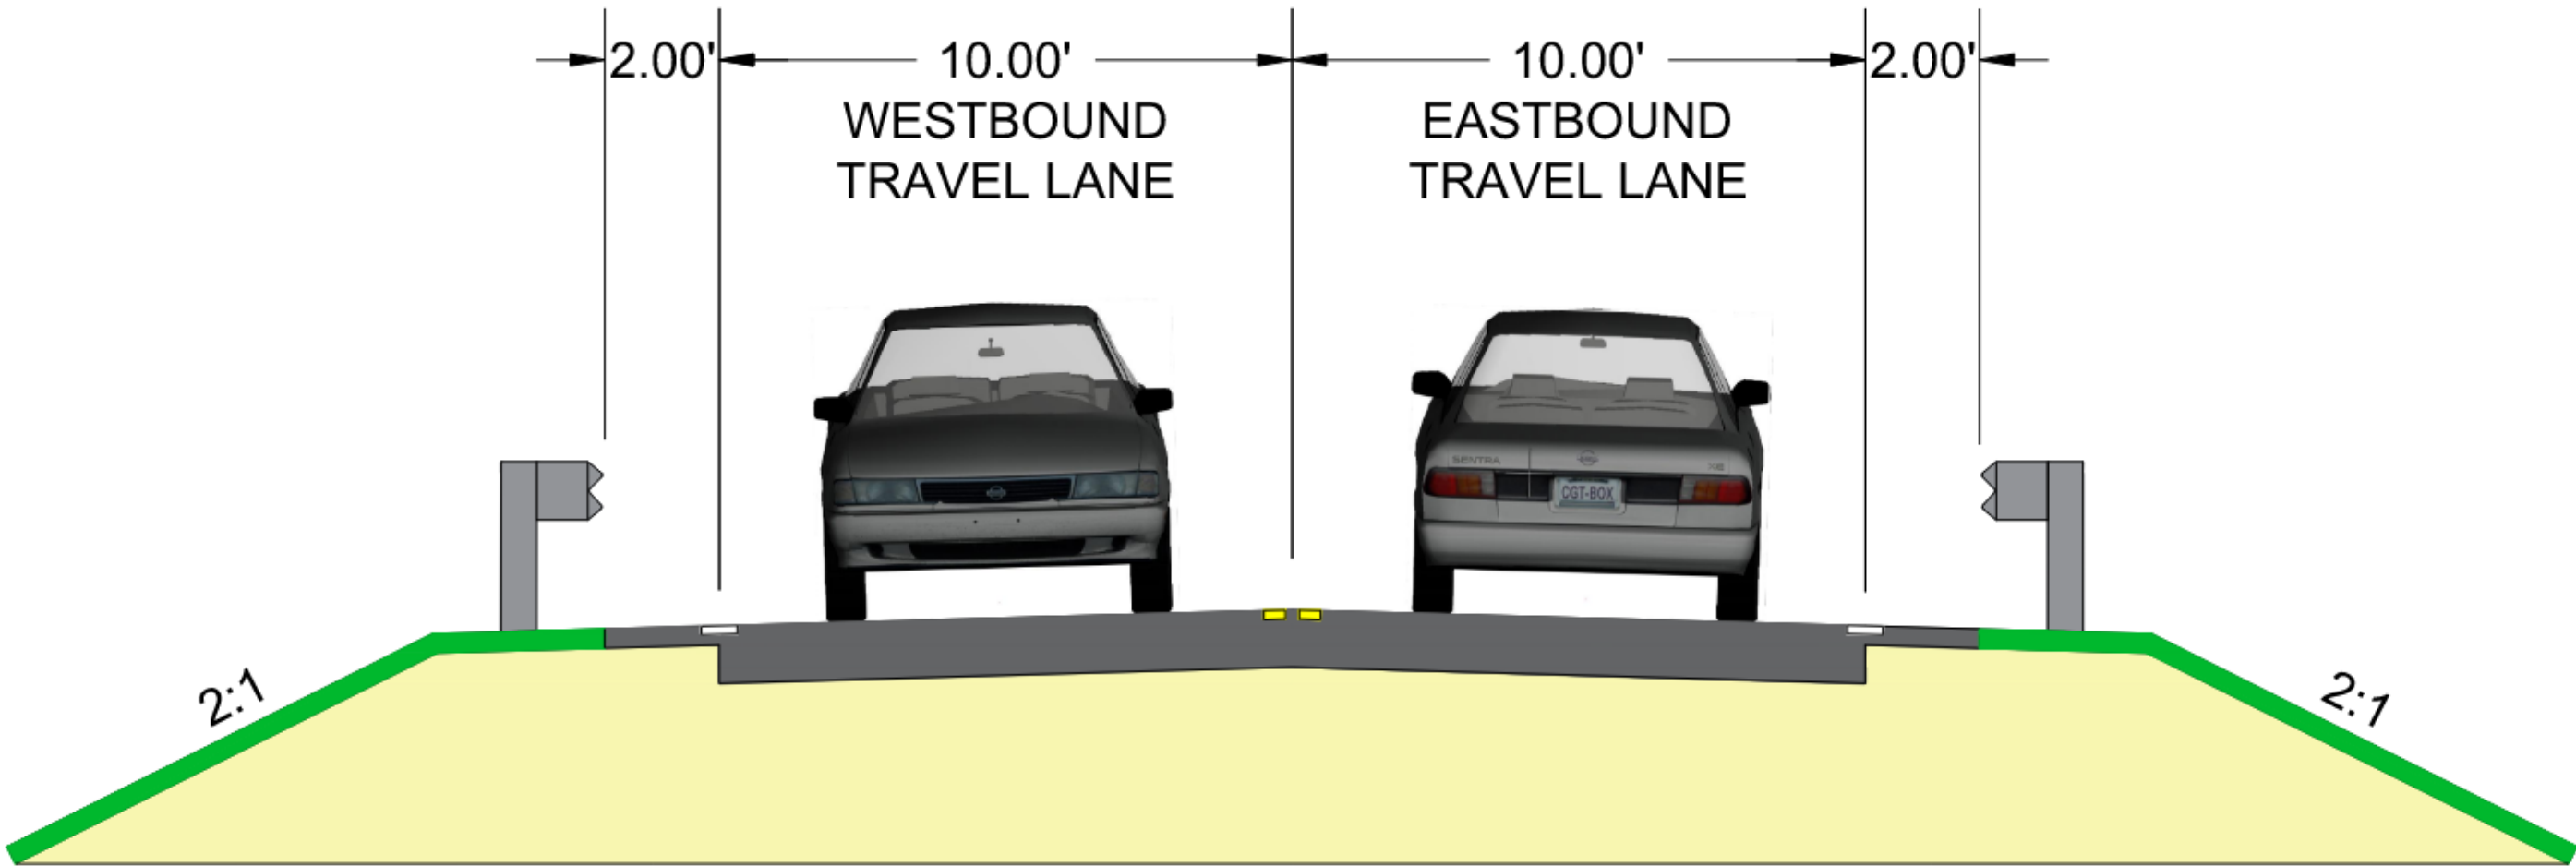 2.00' 10.00' 10.00' 2.00'
WESTBOUND
TRAVEL LANE
EASTBOUND
TRAVEL LANE
SENTRA
XE
CGT-BOX
2:1
2:1